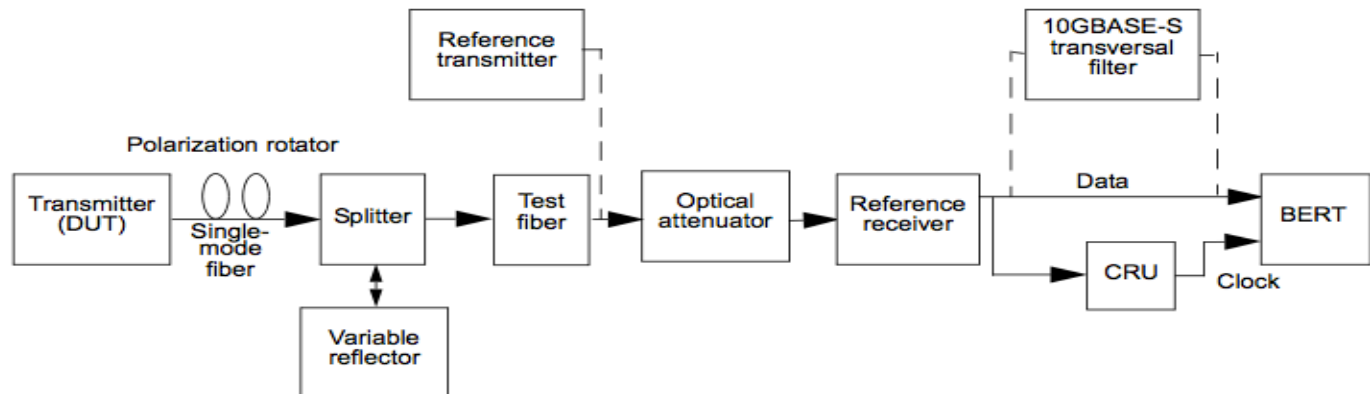 Reference
transmitter
10GBASE-S
transversal
filter
Polarization rotator
Transmitter
(DUT)
Single-
mode
fiber
Splitter
Test
fiber
Optical
attenuator
Reference
receiver
Data
BERT
CRU
Clock
Variable
reflector